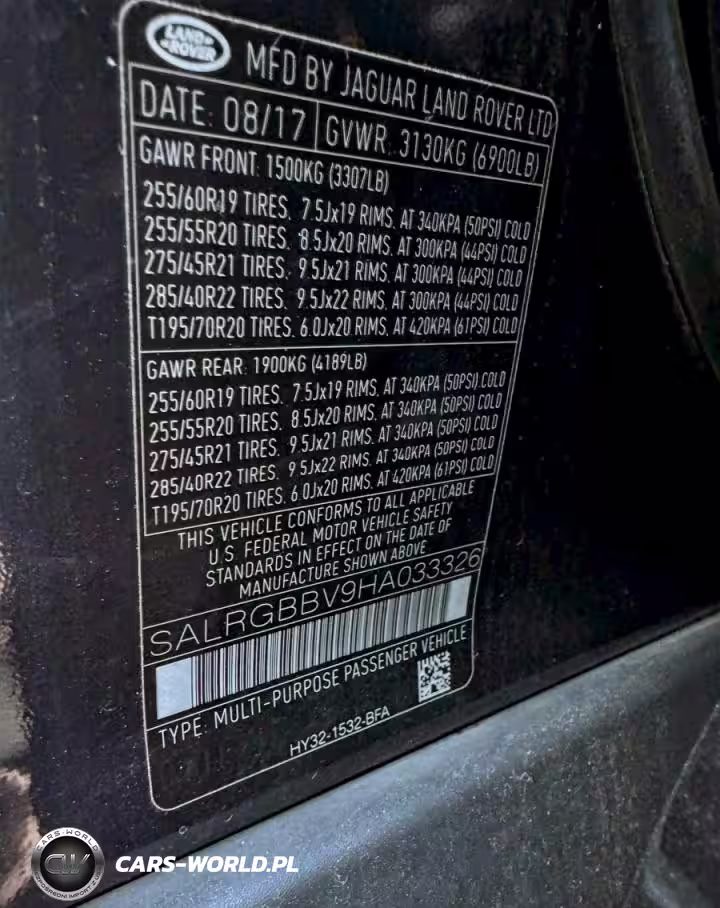 LAND
ROVER
MFD BY JAGUAR LAND ROVER LTD
DATE: 08/17 GVWR: 3130KG (6900LB)
GAWR FRONT: 1500KG (3307LB)
255/60R19 TIRES, 7.5Jx19 RIMS, AT 340KPA (50PSI) COLD
255/55R20 TIRES, 8.5Jx20 RIMS, AT 300KPA (44PSI) COLD
275/45R21 TIRES, 9.5Jx21 RIMS, AT 300KPA (44PSI) COLD
285/40R22 TIRES, 9.5Jx22 RIMS, AT 300KPA (44PSI) COLD
T195/70R20 TIRES, 6.0Jx20 RIMS, AT 420KPA (61PSI) COLD
GAWR REAR: 1900KG (4189LB)
255/60R19 TIRES, 7.5Jx19 RIMS, AT 340KPA (50PSI) COLD
255/55R20 TIRES, 8.5Jx20 RIMS, AT 340KPA (50PSI) COLD
275/45R21 TIRES, 9.5Jx21 RIMS, AT 340KPA (50PSI) COLD
285/40R22 TIRES, 9.5Jx22 RIMS, AT 340KPA (50PSI) COLD
T195/70R20 TIRES, 6.0Jx20 RIMS, AT 420KPA (61PSI) COLD
THIS VEHICLE CONFORMS TO ALL APPLICABLE
U.S. FEDERAL MOTOR VEHICLE SAFETY
STANDARDS IN EFFECT ON THE DATE OF
MANUFACTURE SHOWN ABOVE
SALRGBBV9HA033326
TYPE: MULTI-PURPOSE PASSENGER VEHICLE
HY32-1532-BFA
CARS-WORLD
CW
CARS-WORLD.PL